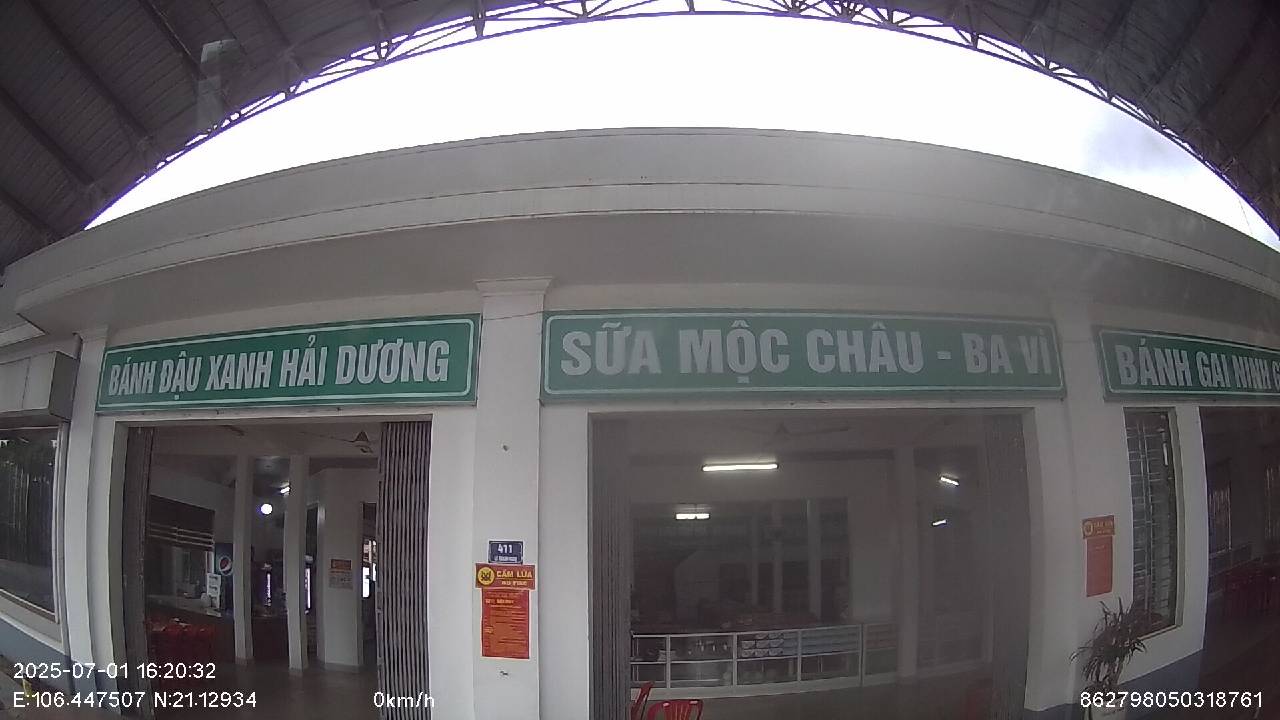 BÁNH ĐẬU XANH HẢI DƯƠNG
SỮA MỘC CHÂU - BA VÌ
BÁNH GAI NINH G
411
CẤM LỬA
2025-07-01 16:20:32
E:106.447507 N:21.12934
0km/h
862798050318761